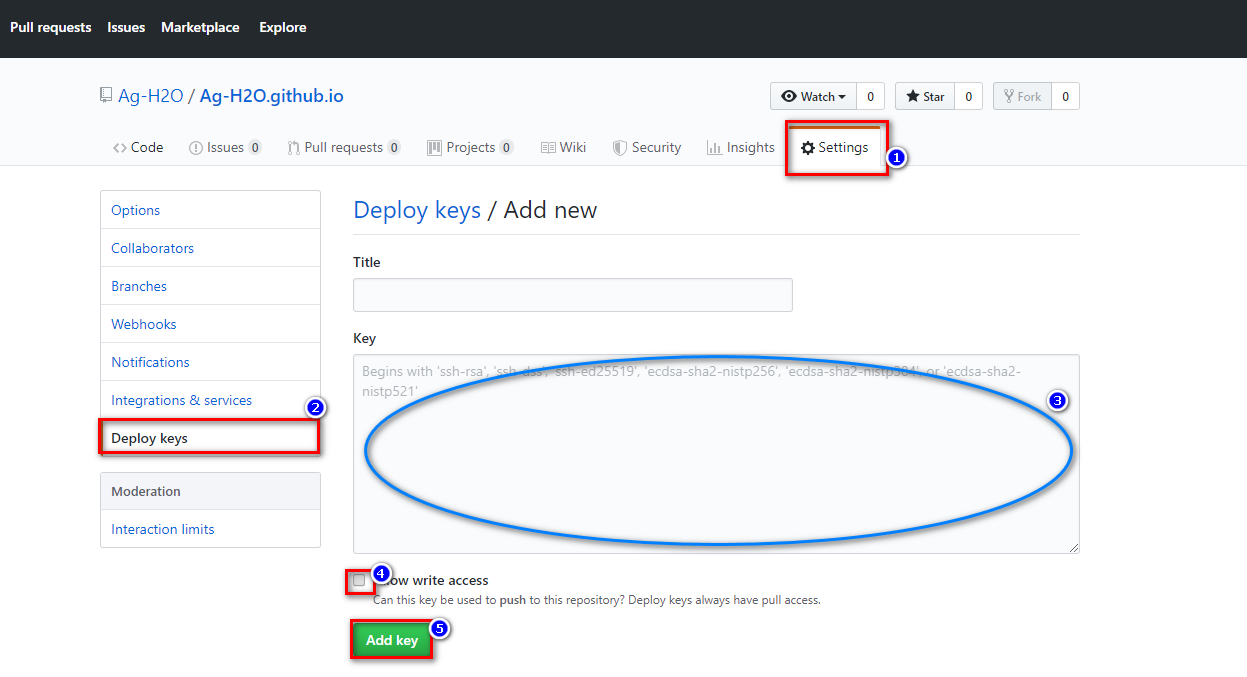 Pull requests Issues Marketplace Explore
Ag-H2O / Ag-H2O.github.io
Watch 0 Star 0 Fork 0
Code Issues 0 Pull requests 0 Projects 0 Wiki Security Insights Settings
1
Options
Collaborators
Branches
Webhooks
Notifications
Integrations & services
2
Deploy keys
Moderation
Interaction limits
Deploy keys / Add new
Title
Key
Begins with 'ssh-rsa', 'ssh-dss', 'ssh-ed25519', 'ecdsa-sha2-nistp256', 'ecdsa-sha2-nistp384', or 'ecdsa-sha2-
nistp521'
3
4
write access
Can this key be used to push to this repository? Deploy keys always have pull access.
5
Add key